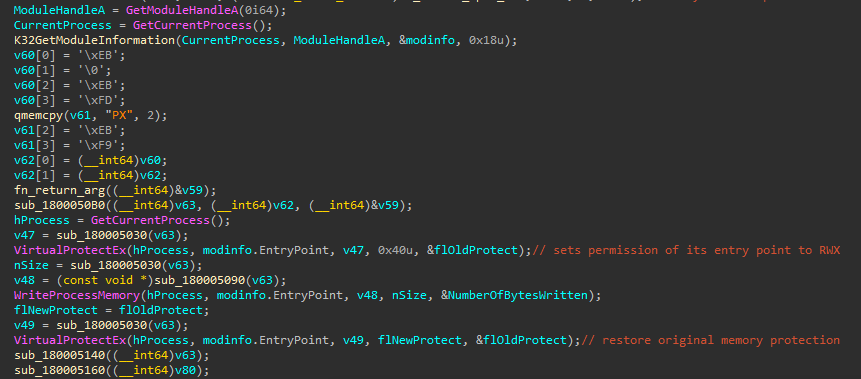 ModuleHandleA = GetModuleHandleA(0i64);
CurrentProcess = GetCurrentProcess();
K32GetModuleInformation(CurrentProcess, ModuleHandleA, &modinfo, 0x18u);
v60[0] = '\xEB';
v60[1] = '\0';
v60[2] = '\xEB';
v60[3] = '\xFD';
qmemcpy(v61, "PX", 2);
v61[2] = '\xEB';
v61[3] = '\xF9';
v62[0] = (__int64)v60;
v62[1] = (__int64)v62;
fn_return_arg((__int64)&v59);
sub_1800050B0((__int64)v63, (__int64)v62, (__int64)&v59);
hProcess = GetCurrentProcess();
v47 = sub_180005030(v63);
VirtualProtectEx(hProcess, modinfo.EntryPoint, v47, 0x40u, &flOldProtect);// sets permission of its entry point to RWX
nSize = sub_180005030(v63);
v48 = (const void *)sub_180005090(v63);
WriteProcessMemory(hProcess, modinfo.EntryPoint, v48, nSize, &NumberOfBytesWritten);
flNewProtect = flOldProtect;
v49 = sub_180005030(v63);
VirtualProtectEx(hProcess, modinfo.EntryPoint, v49, flNewProtect, &flOldProtect);// restore original memory protection
sub_180005140((__int64)v63);
sub_180005160((__int64)v80);